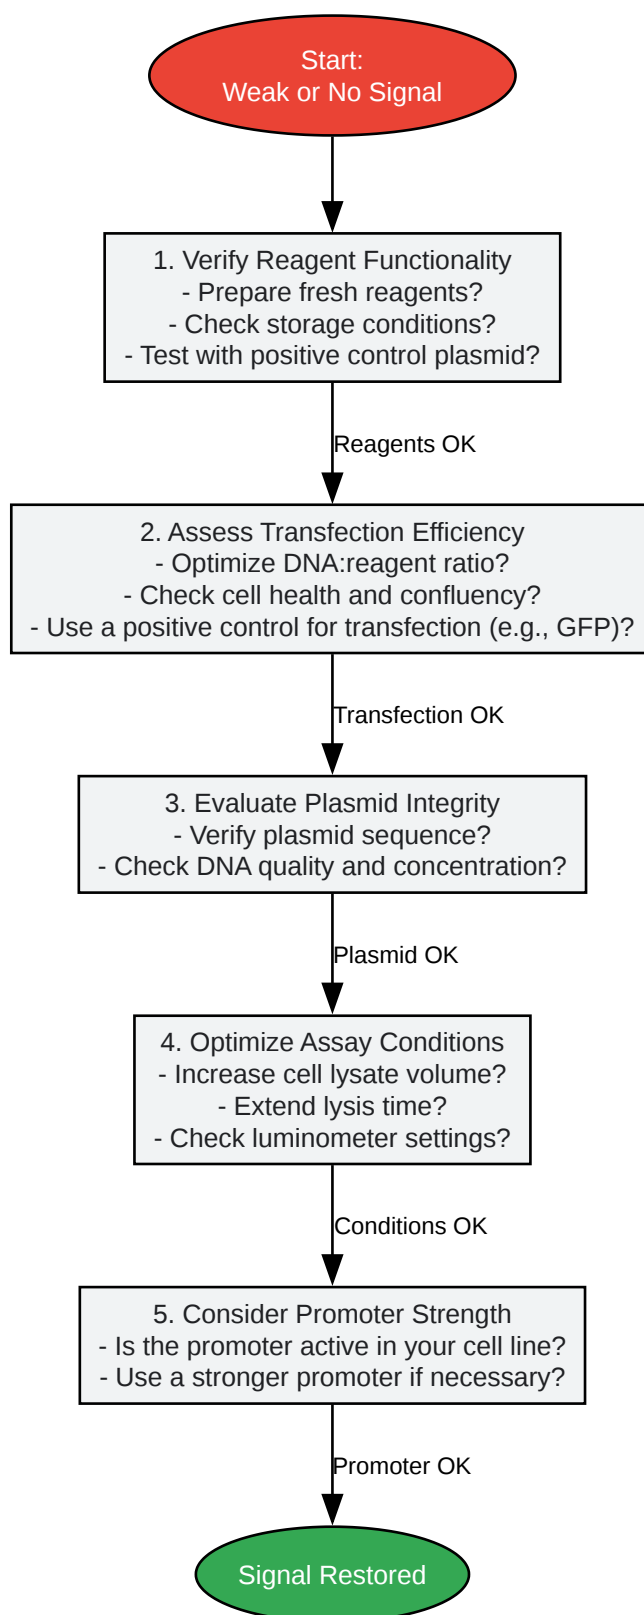 Start:
Weak or No Signal
1. Verify Reagent Functionality
- Prepare fresh reagents?
- Check storage conditions?
- Test with positive control plasmid?
Reagents OK
2. Assess Transfection Efficiency
- Optimize DNA:reagent ratio?
- Check cell health and confluency?
- Use a positive control for transfection (e.g., GFP)?
Transfection OK
3. Evaluate Plasmid Integrity
- Verify plasmid sequence?
- Check DNA quality and concentration?
Plasmid OK
4. Optimize Assay Conditions
- Increase cell lysate volume?
- Extend lysis time?
- Check luminometer settings?
Conditions OK
5. Consider Promoter Strength
- Is the promoter active in your cell line?
- Use a stronger promoter if necessary?
Promoter OK
Signal Restored